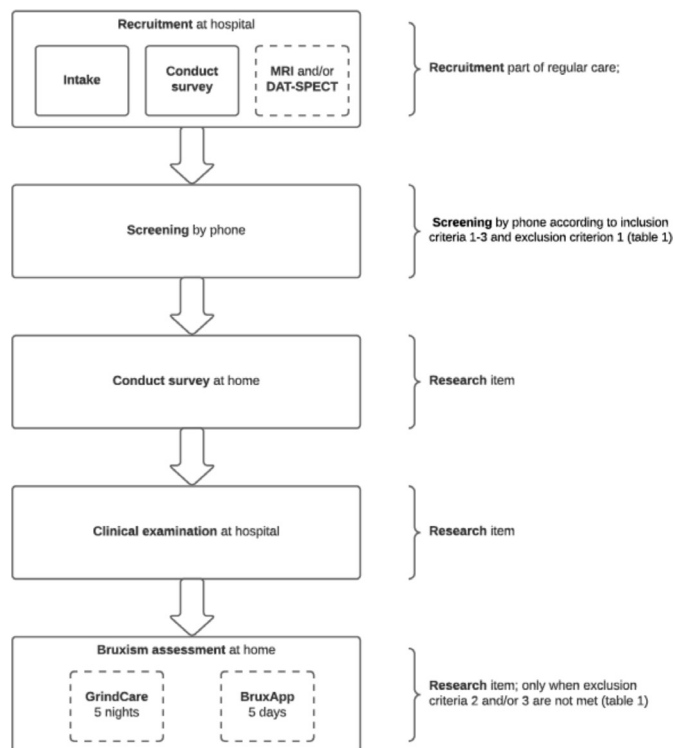 Recruitment at hospital
Intake
Conduct
survey
MRI and/or
DAT-SPECT
Recruitment part of regular care;
Screening by phone
Screening by phone according to inclusion
criteria 1-3 and exclusion criterion 1 (table 1)
Conduct survey at home
Research item
Clinical examination at hospital
Research item
Bruxism assessment at home
GrindCare
5 nights
BruxApp
5 days
Research item; only when exclusion
criteria 2 and/or 3 are not met (table 1)